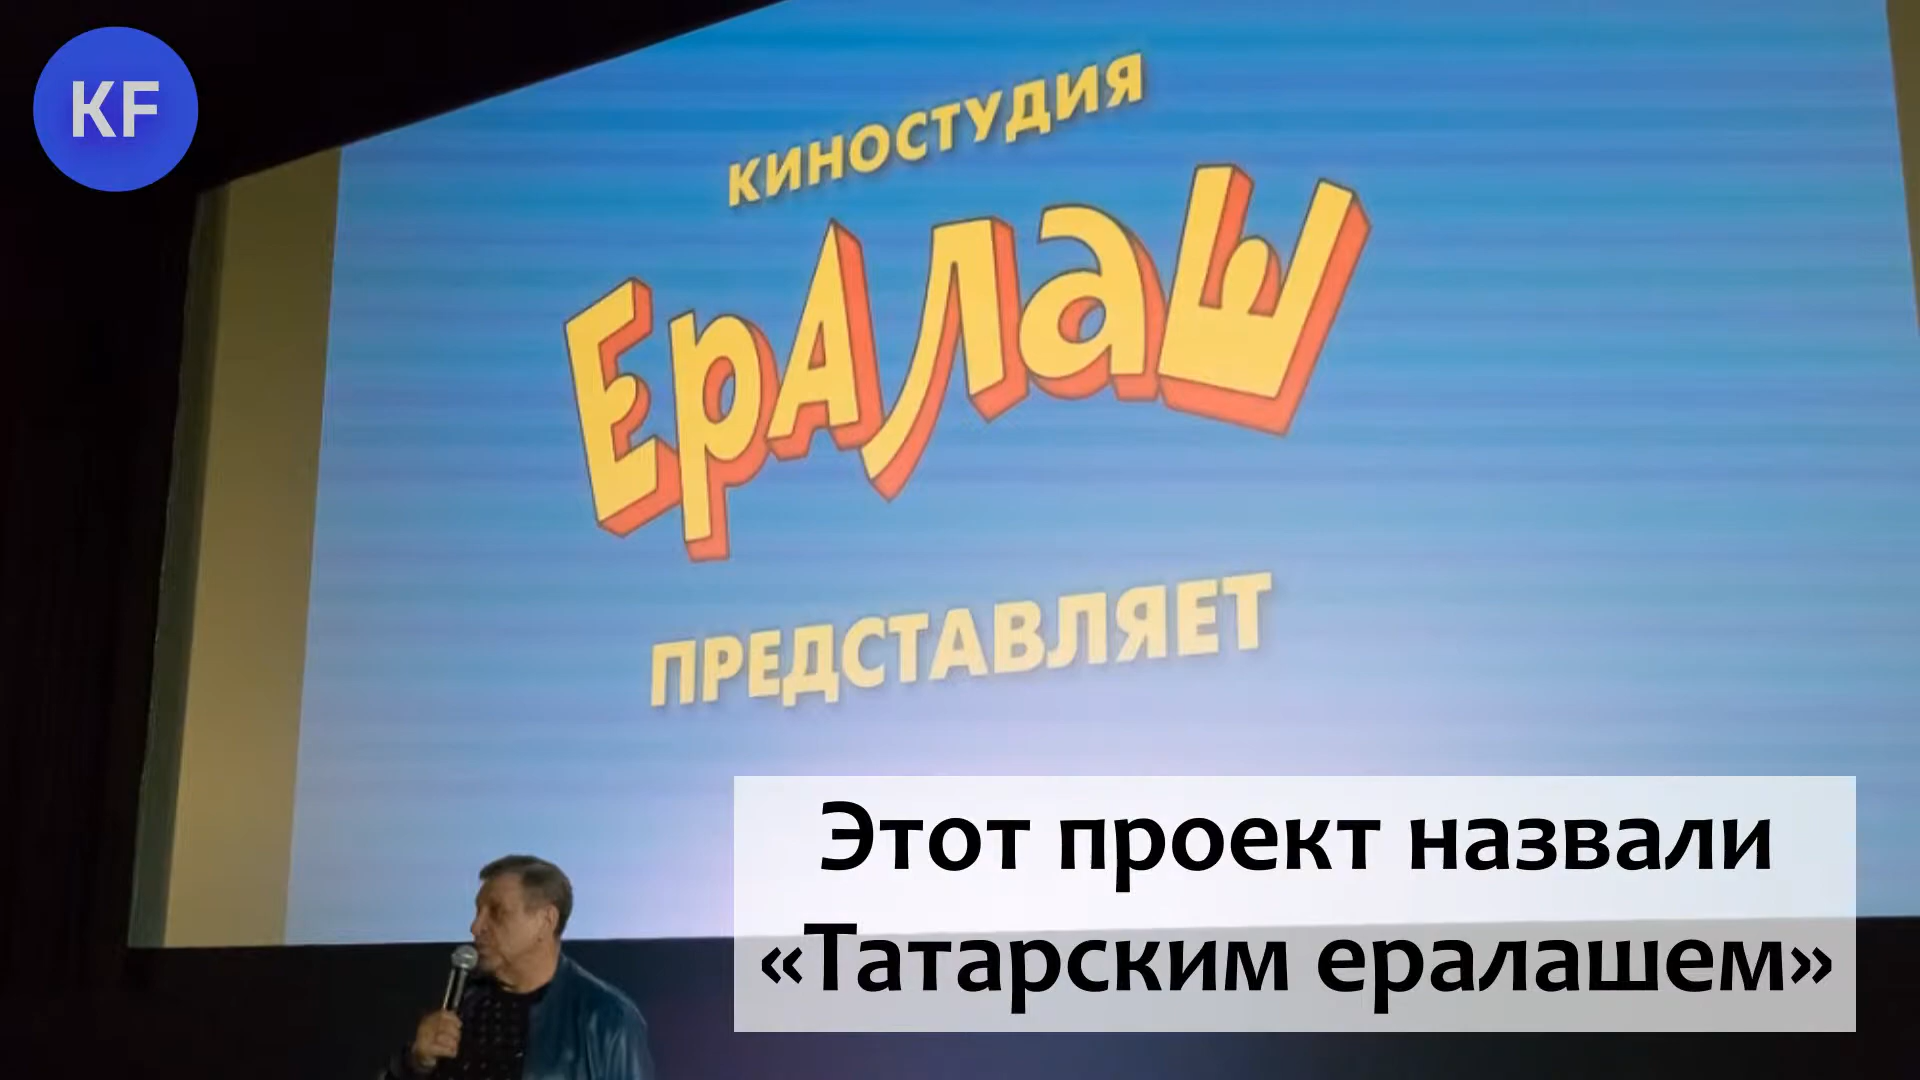 KF
КИНОСТУДИЯ
ЕРАЛАШ
ПРЕДСТАВЛЯЕТ
Этот проект назвали
«Татарским ералашем»